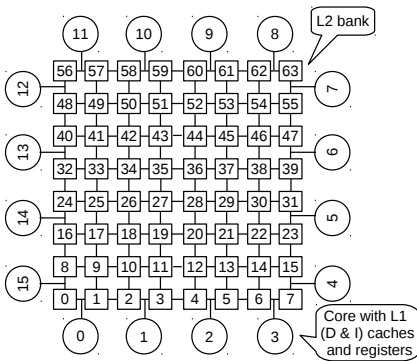 11 10 9 8
L2 bank
56 57 58 59 60 61 62 63
12 7
48 49 50 51 52 53 54 55
40 41 42 43 44 45 46 47
13 6
32 33 34 35 36 37 38 39
24 25 26 27 28 29 30 31
14 5
16 17 18 19 20 21 22 23
8 9 10 11 12 13 14 15
15 4
0 1 2 3 4 5 6 7
0 1 2 3
Core with L1
(D & I) caches
and registers